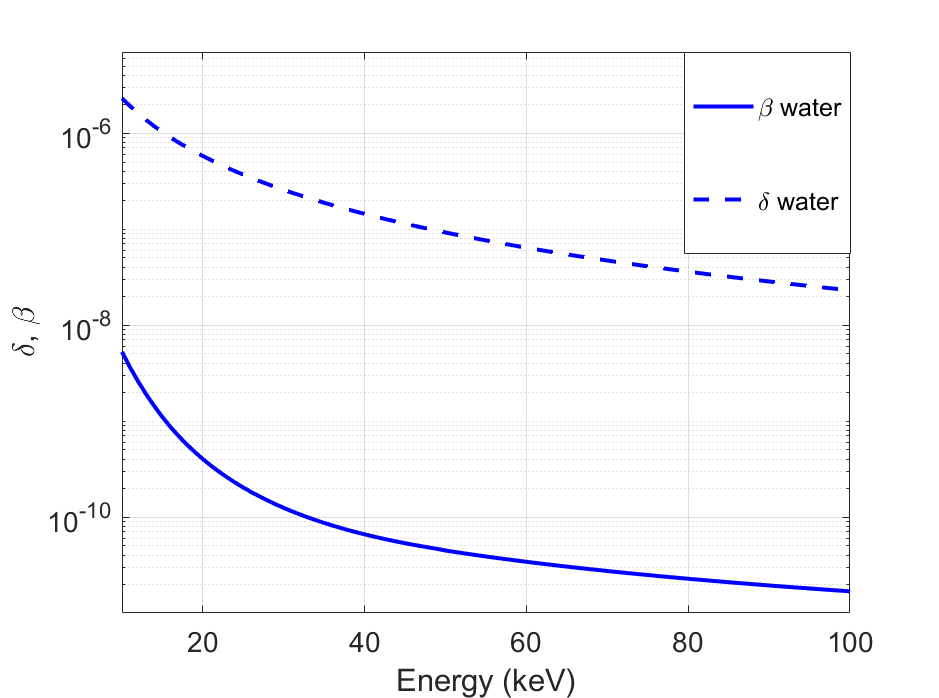 β water
δ water
10^-6
10^-8
10^-10
δ, β
20 40 60 80 100
Energy (keV)